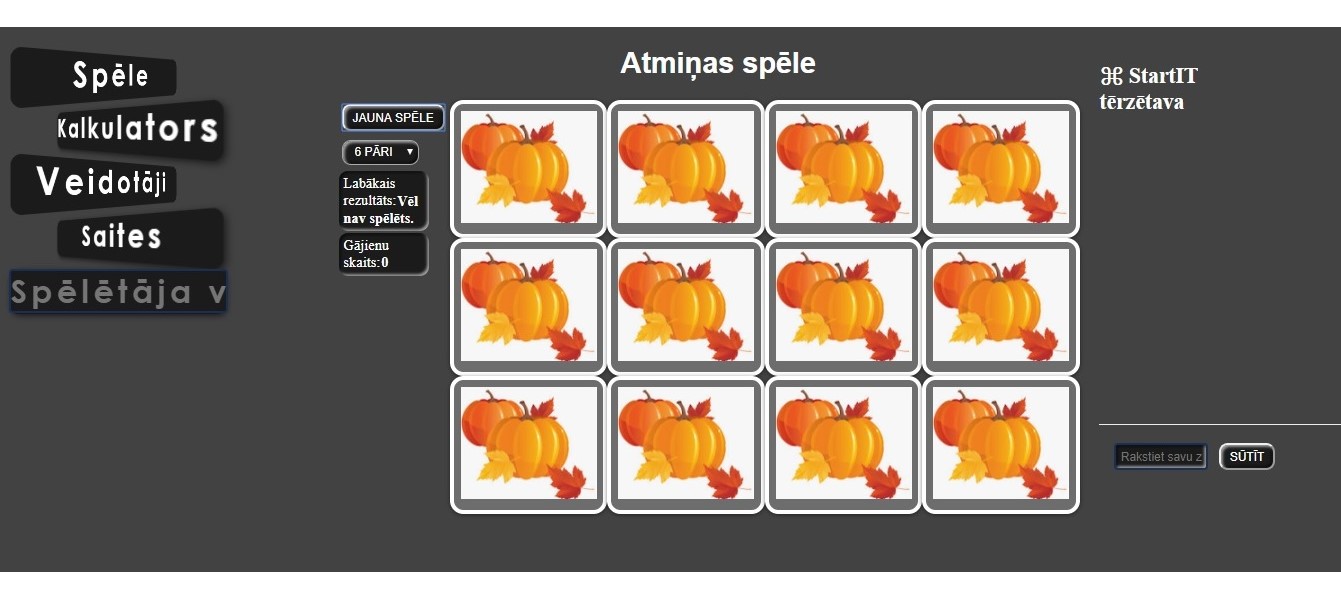 Spēle
Kalkulators
Veidotāji
Saites
Spēlētāja v
Atmiņas spēle
JAUNA SPĒLE
6 PĀRI
Labākais
rezultāts: Vēl
nav spēlēts.
Gājienu
skaits: 0
⌘ StartIT
tērzētava
Rakstiet savu z
SŪTĪT